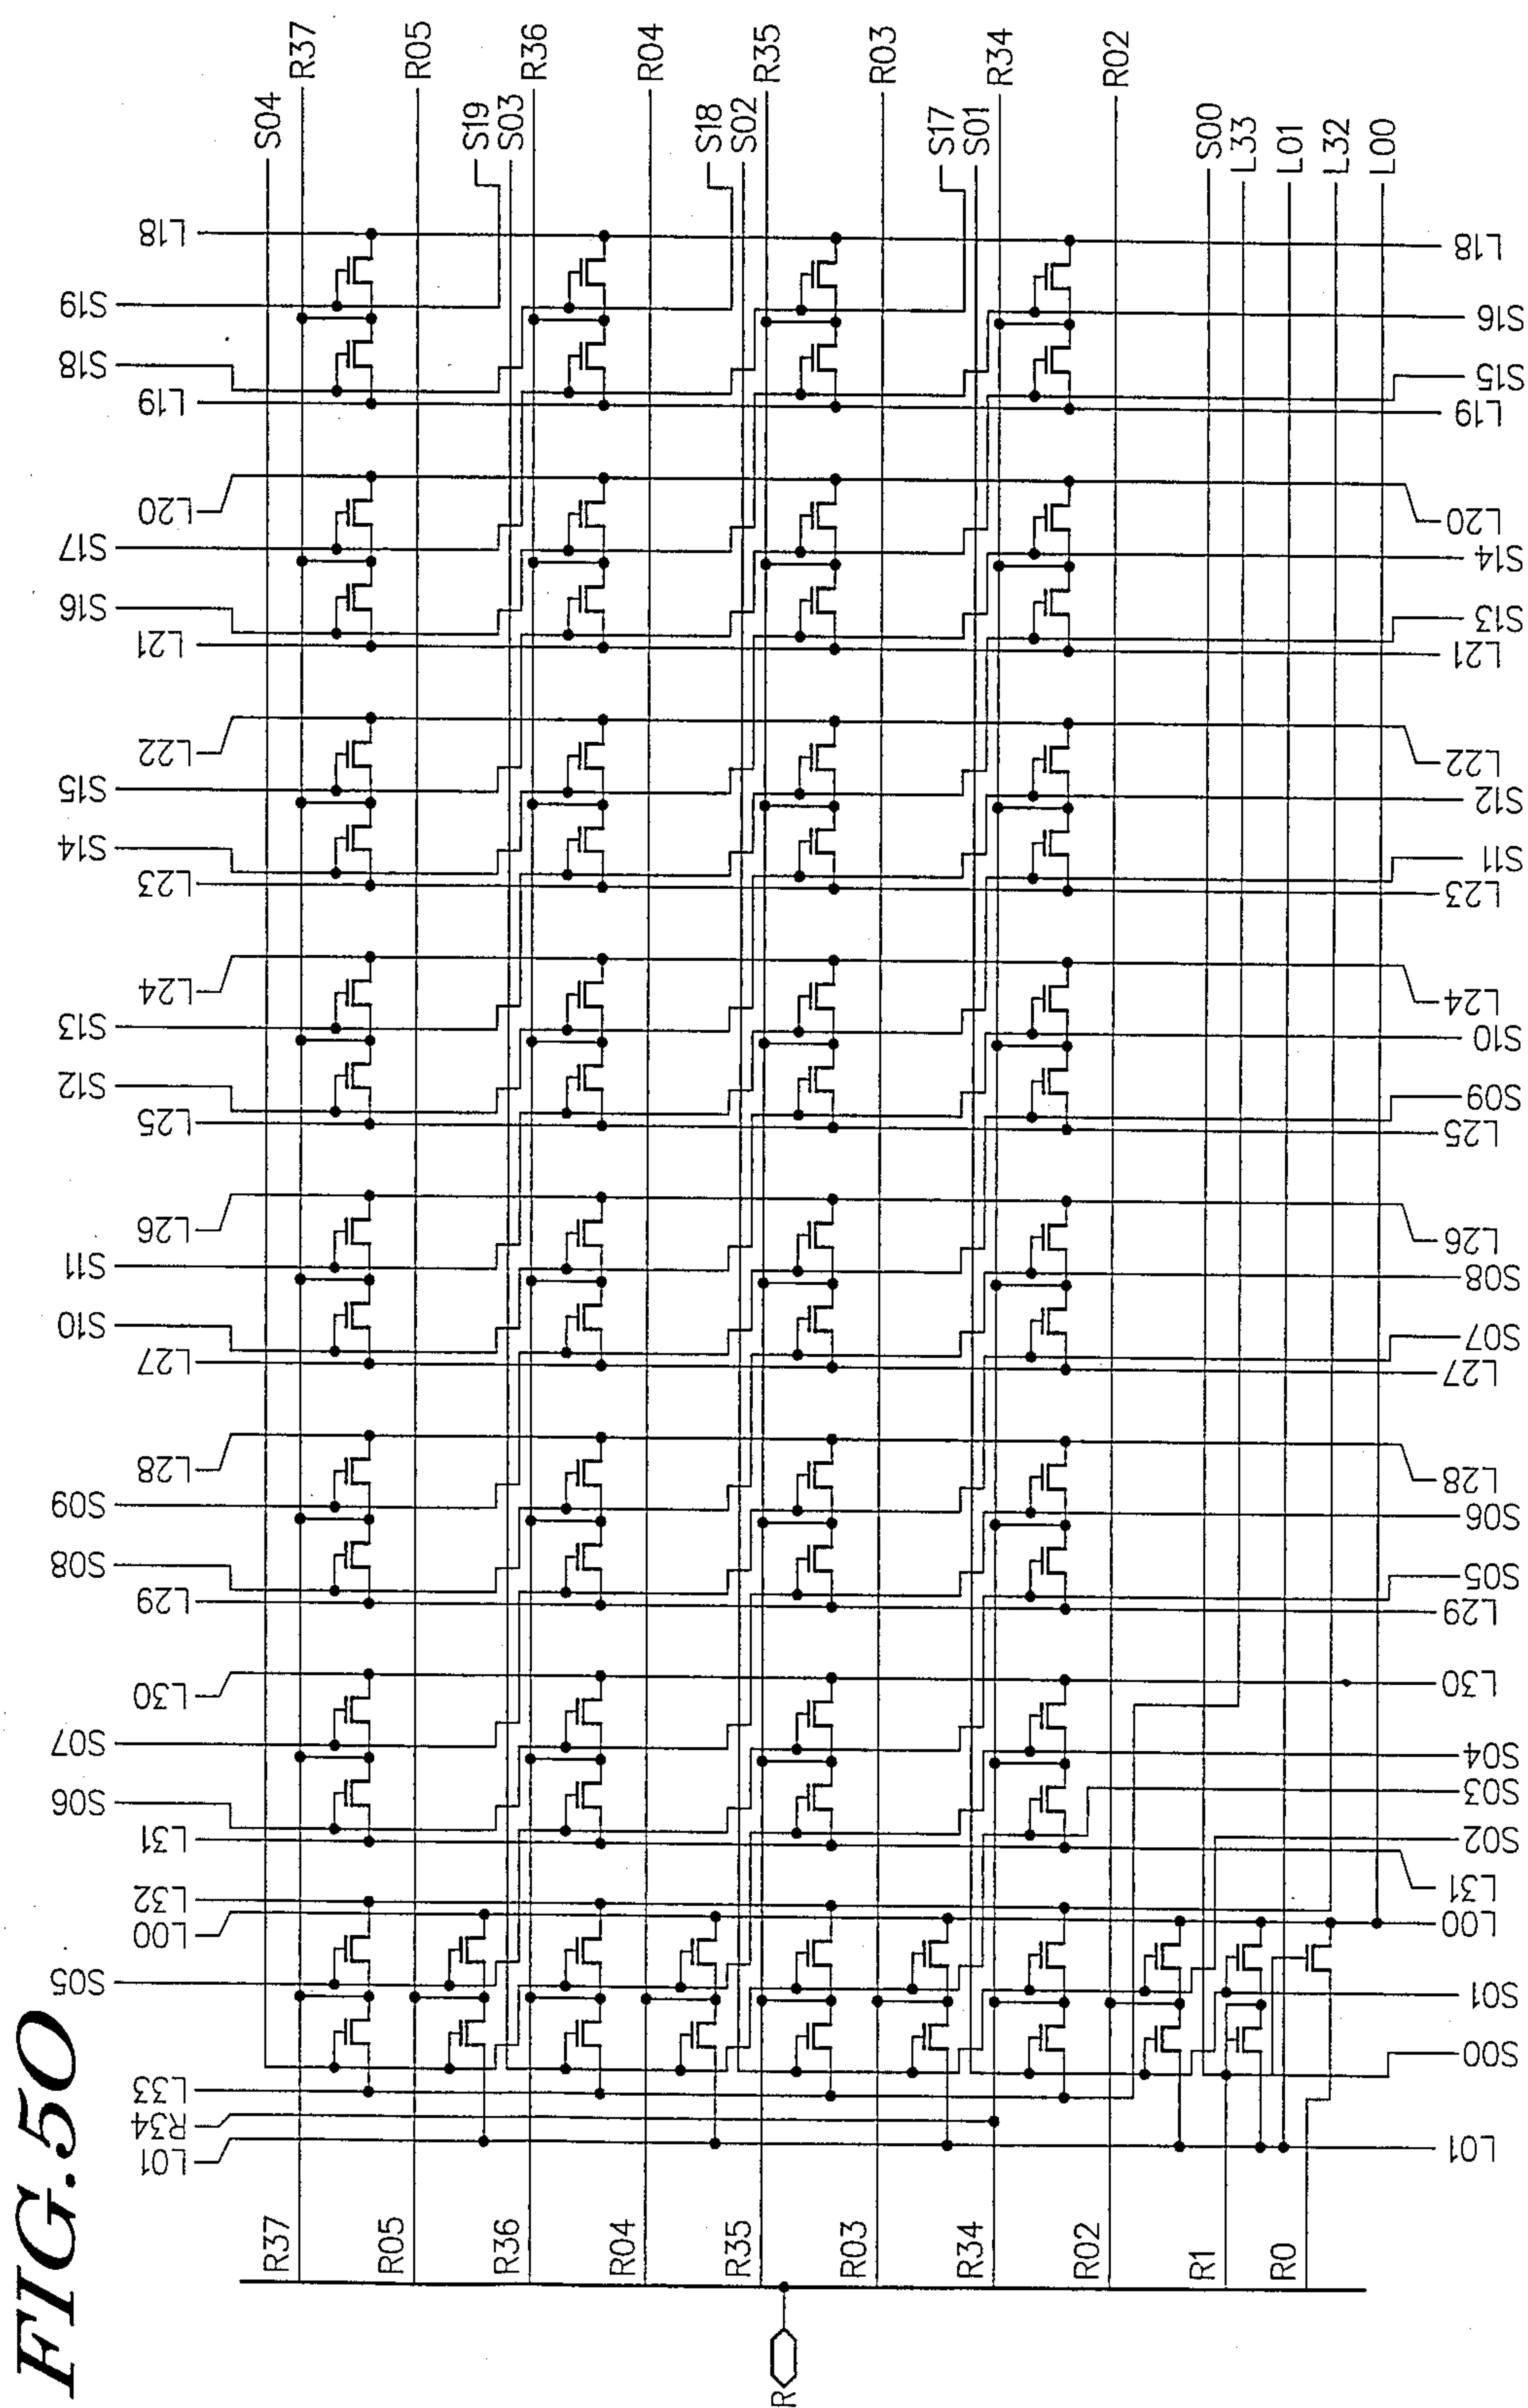 FIG.50
S04
R37
R05
S19
S03
R36
R04
S18
S02
R35
R03
S17
S01
R34
R02
S00
L33
L01
L32
L00
L18
S19
S18
L19
L20
S17
S16
L21
L22
S15
S14
L23
L24
S13
S12
L25
L26
S11
S10
L27
L28
S09
S08
L29
L30
S07
S06
L31
L32
L00
S05
L33
R34
L01
L18
S16
S15
L19
L20
S14
S13
L21
L22
S12
S11
L23
L24
S10
S09
L25
L26
S08
S07
L27
L28
S06
S05
L29
L30
S04
S03
S02
L31
L00
S01
S00
L01
R37
R05
R36
R04
R35
R03
R34
R02
R1
R0
R